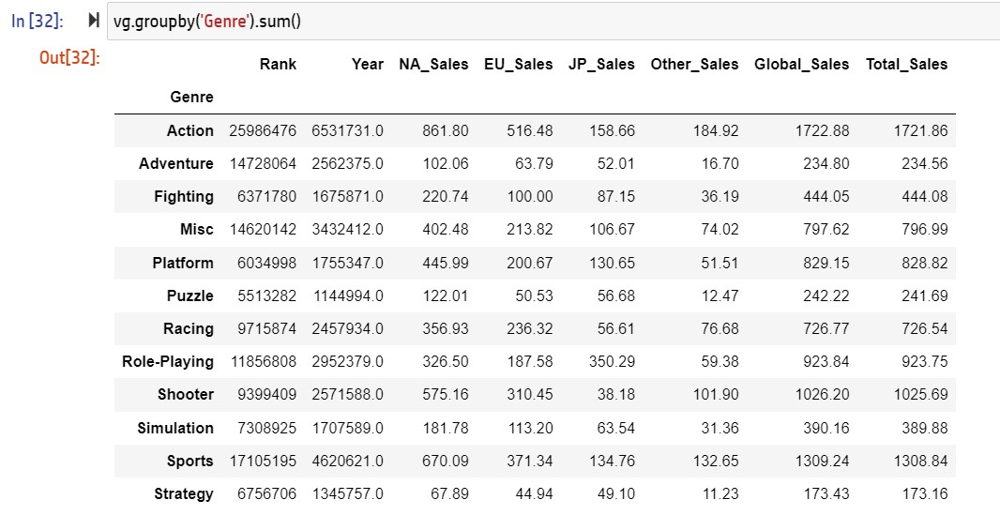 In [32]: vg.groupby('Genre').sum()
Out[32]:
Rank Year NA_Sales EU_Sales JP_Sales Other_Sales Global_Sales Total_Sales
Genre
Action 25986476 6531731.0 861.80 516.48 158.66 184.92 1722.88 1721.86
Adventure 14728064 2562375.0 102.06 63.79 52.01 16.70 234.80 234.56
Fighting 6371780 1675871.0 220.74 100.00 87.15 36.19 444.05 444.08
Misc 14620142 3432412.0 402.48 213.82 106.67 74.02 797.62 796.99
Platform 6034998 1755347.0 445.99 200.67 130.65 51.51 829.15 828.82
Puzzle 5513282 1144994.0 122.01 50.53 56.68 12.47 242.22 241.69
Racing 9715874 2457934.0 356.93 236.32 56.61 76.68 726.77 726.54
Role-Playing 11856808 2952379.0 326.50 187.58 350.29 59.38 923.84 923.75
Shooter 9399409 2571588.0 575.16 310.45 38.18 101.90 1026.20 1025.69
Simulation 7308925 1707589.0 181.78 113.20 63.54 31.36 390.16 389.88
Sports 17105195 4620621.0 670.09 371.34 134.76 132.65 1309.24 1308.84
Strategy 6756706 1345757.0 67.89 44.94 49.10 11.23 173.43 173.16